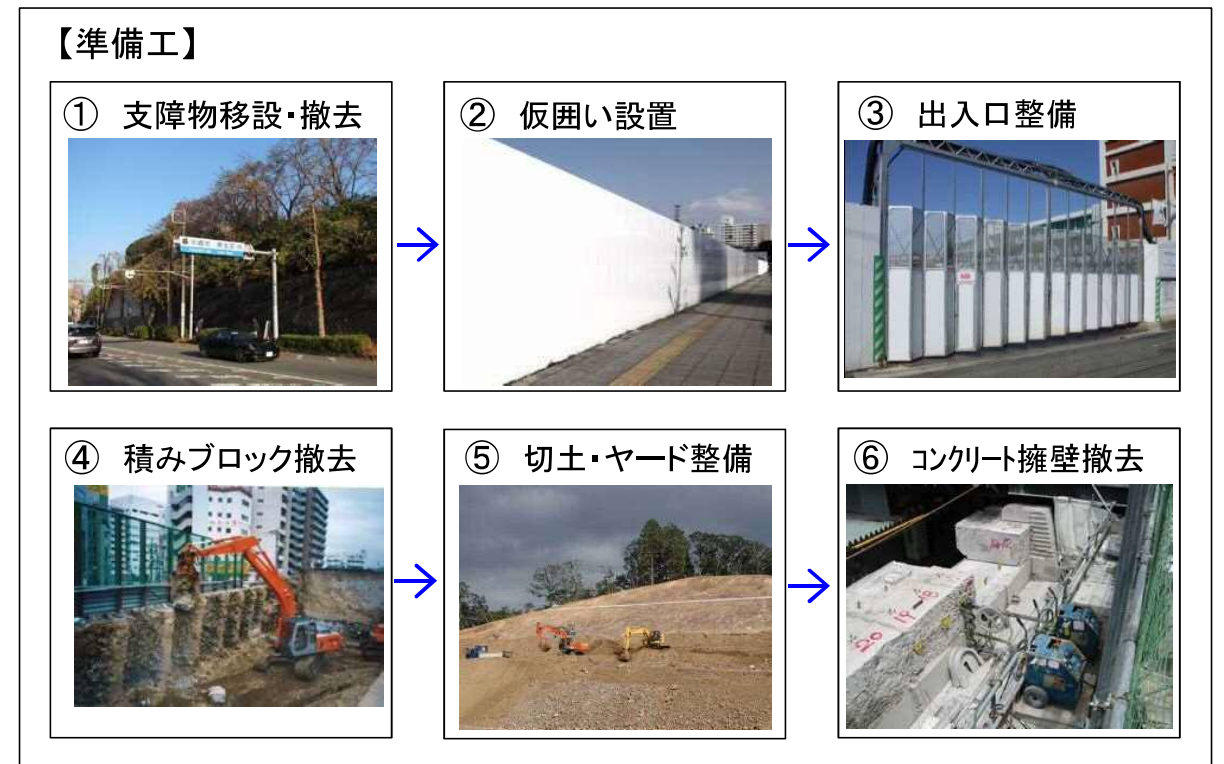 【準備工】
① 支障物移設・撤去
② 仮囲い設置
③ 出入口整備
④ 積みブロック撤去
⑤ 切土・ヤード整備
⑥ コンクリート擁壁撤去